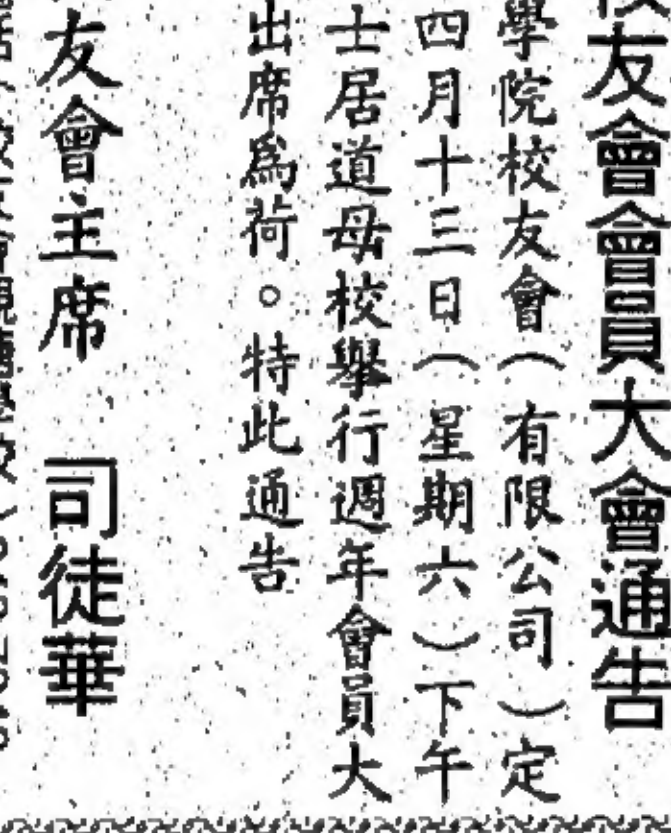 友會會員大會通告
學院校友會（有限公司）定
四月十三日（星期六）下午
士居道母校舉行週年會員大
出席爲荷。特此通告
友會主席　司徒華